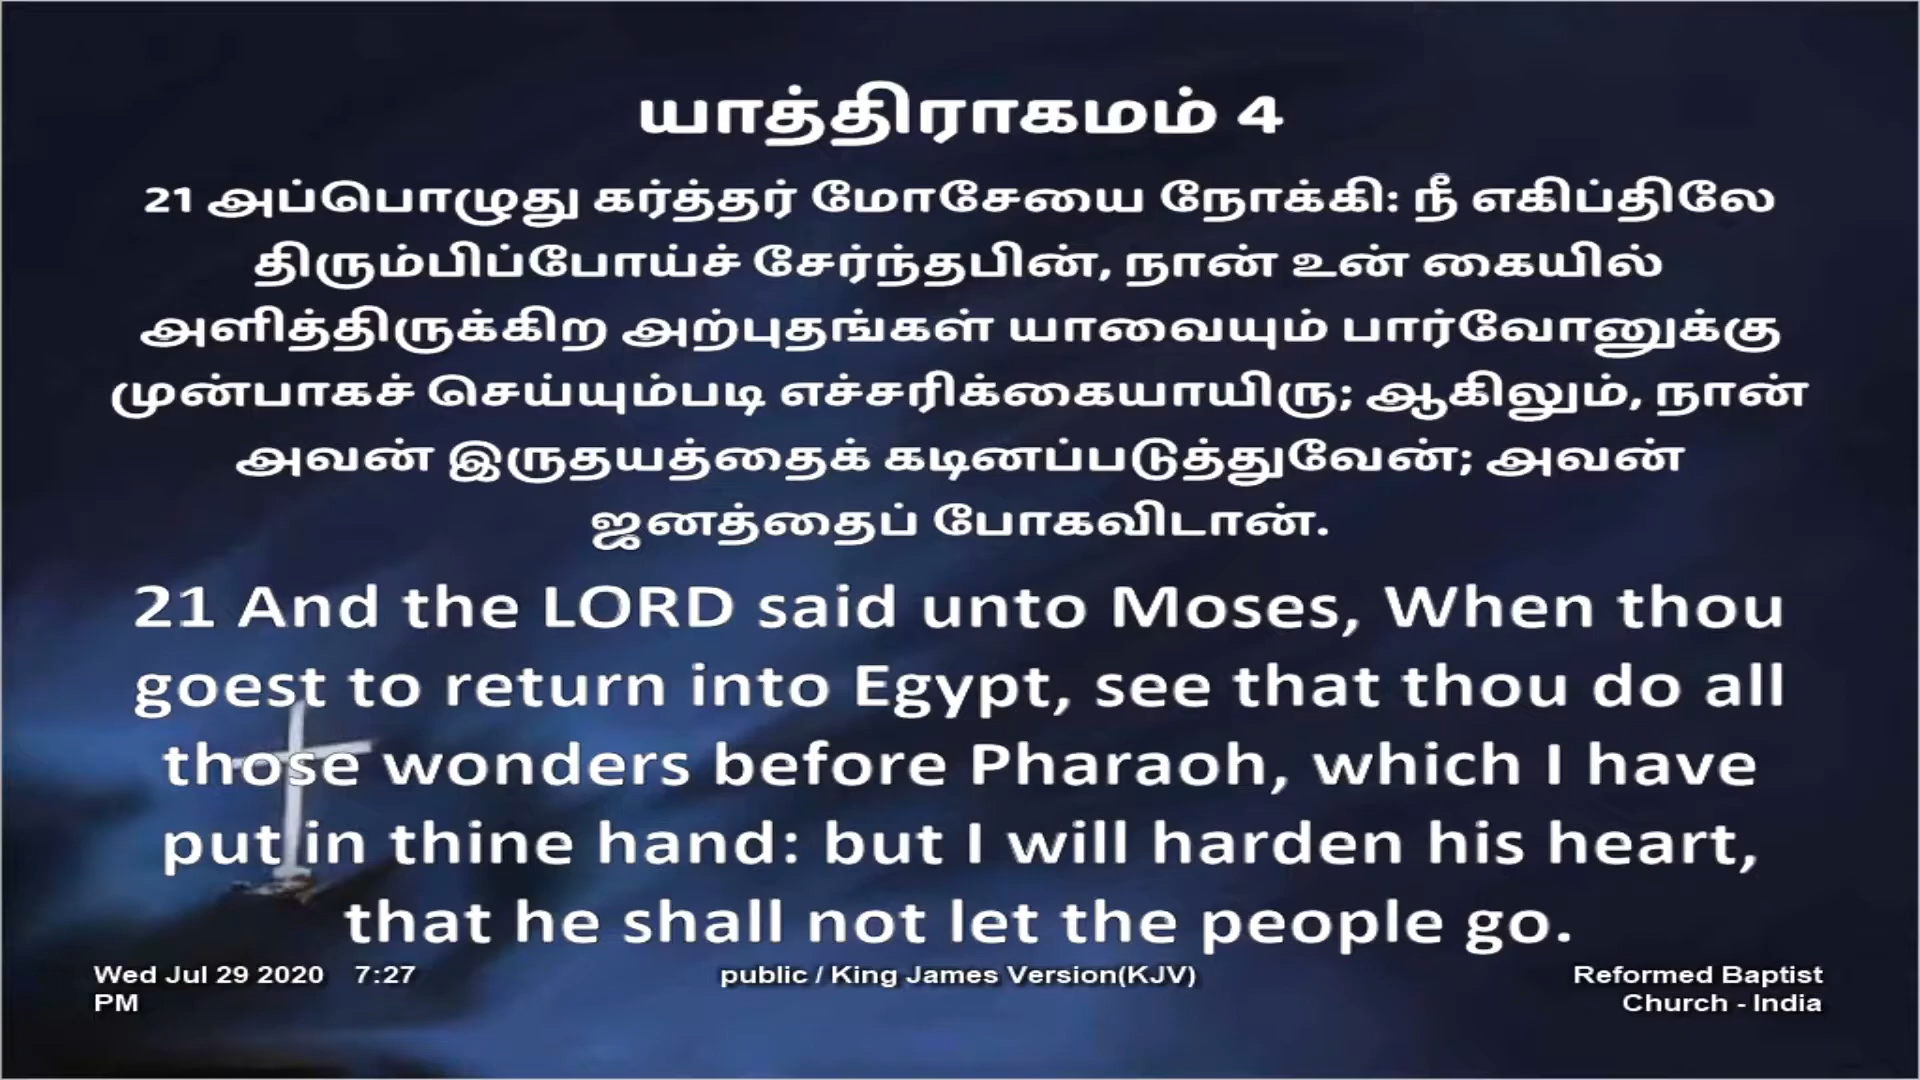 யாத்திராகமம் 4
21 அப்பொழுது கர்த்தர் மோசேயை நோக்கி: நீ எகிப்திலே
திரும்பிப்போய்ச் சேர்ந்தபின், நான் உன் கையில்
அளித்திருக்கிற அற்புதங்கள் யாவையும் பார்வோனுக்கு
முன்பாகச் செய்யும்படி எச்சரிக்கையாயிரு; ஆகிலும், நான்
அவன் இருதயத்தைக் கடினப்படுத்துவேன்; அவன்
ஜனத்தைப் போகவிடான்.
21 And the LORD said unto Moses, When thou
goest to return into Egypt, see that thou do all
those wonders before Pharaoh, which I have
put in thine hand: but I will harden his heart,
that he shall not let the people go.
Wed Jul 29 2020 7:27
PM
public / King James Version(KJV)
Reformed Baptist
Church - India